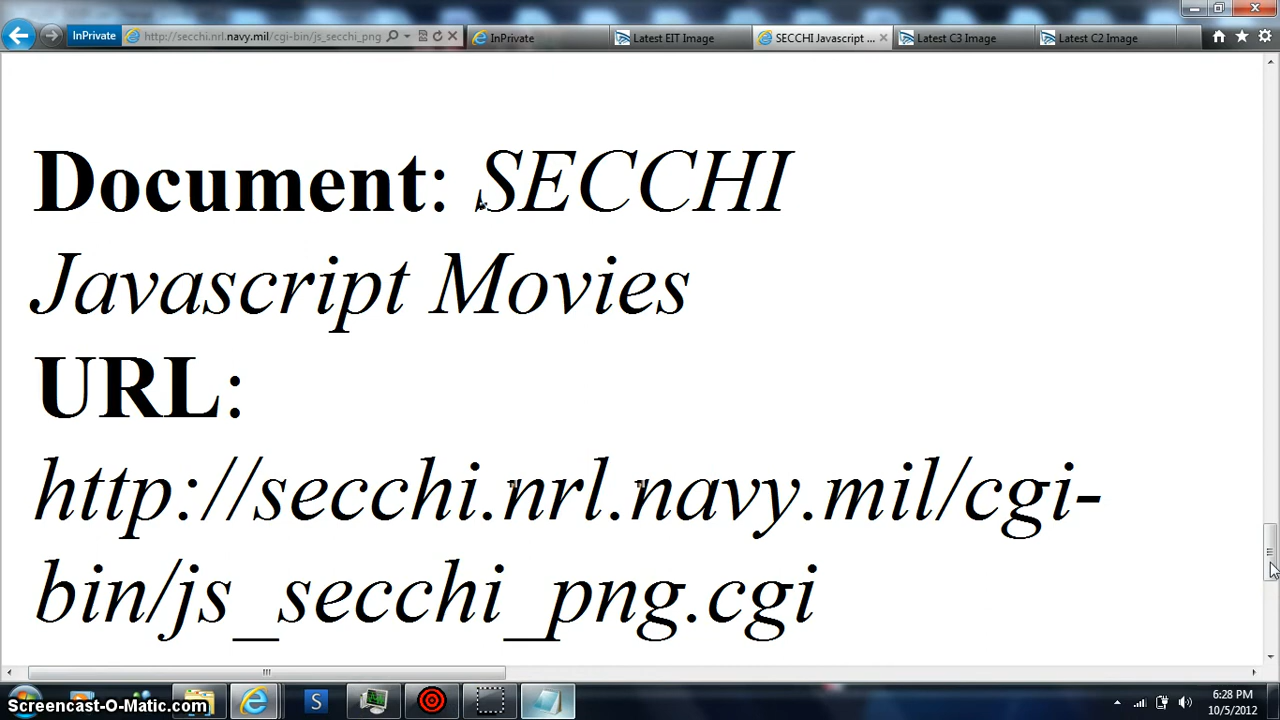 InPrivate http://secchi.nrl.navy.mil/cgi-bin/js_secchi_png InPrivate Latest EIT Image SECCHI Javascript ... Latest C3 Image Latest C2 Image
Document: SECCHI
Javascript Movies
URL:
http://secchi.nrl.navy.mil/cgi-
bin/js_secchi_png.cgi
S
6:28 PM
Screencast-O-Matic.com
10/5/2012